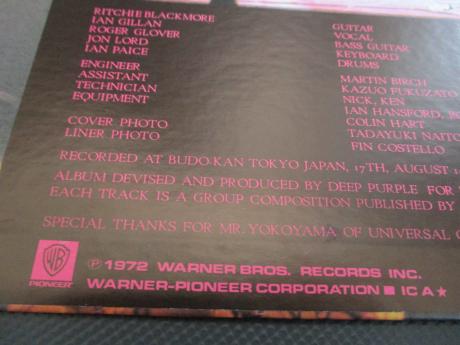 RITCHIE BLACKMORE GUITAR
IAN GILLAN VOCAL
ROGER GLOVER BASS GUITAR
JON LORD KEYBOARD
IAN PAICE DRUMS
ENGINEER MARTIN BIRCH
ASSISTANT KAZUO FUKUZATO
TECHNICIAN NICK, KEN
EQUIPMENT IAN HANSFORD,
COLIN HART
COVER PHOTO TADAYUKI NAITO
LINER PHOTO FIN COSTELLO
RECORDED AT BUDO-KAN TOKYO JAPAN, 17TH, AUGUST
ALBUM DEVISED AND PRODUCED BY DEEP PURPLE FOR
EACH TRACK IS A GROUP COMPOSITION PUBLISHED BY
SPECIAL THANKS FOR MR. YOKOYAMA OF UNIVERSAL
WB
PIONEER
℗ 1972 WARNER BROS. RECORDS INC.
WARNER-PIONEER CORPORATION ■ IC A ★